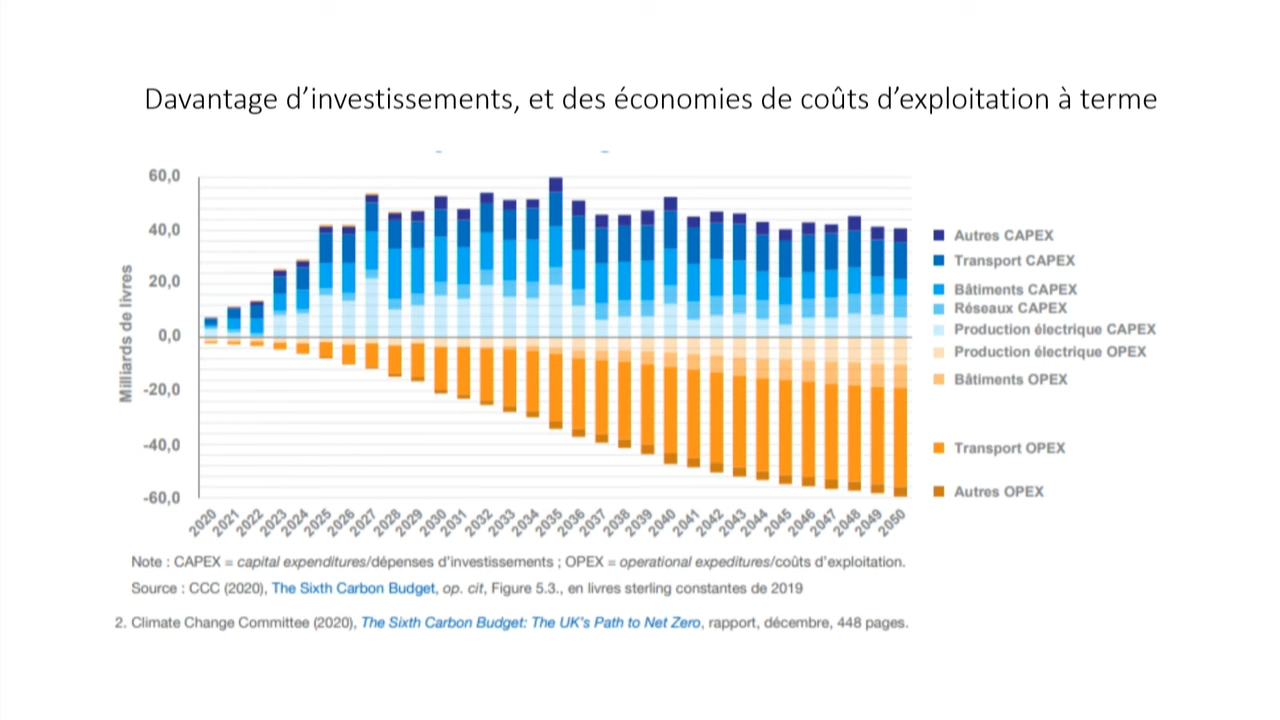 Davantage d’investissements, et des économies de coûts d’exploitation à terme
60,0
40,0
20,0
0,0
-20,0
-40,0
-60,0
Milliards de livres
2020
2021
2022
2023
2024
2025
2026
2027
2028
2029
2030
2031
2032
2033
2034
2035
2036
2037
2038
2039
2040
2041
2042
2043
2044
2045
2046
2047
2048
2049
2050
Autres CAPEX
Transport CAPEX
Bâtiments CAPEX
Réseaux CAPEX
Production électrique CAPEX
Production électrique OPEX
Bâtiments OPEX
Transport OPEX
Autres OPEX
Note : CAPEX = capital expenditures/dépenses d’investissements ; OPEX = operational expeditures/coûts d’exploitation.
Source : CCC (2020), The Sixth Carbon Budget, op. cit, Figure 5.3., en livres sterling constantes de 2019
2. Climate Change Committee (2020), The Sixth Carbon Budget: The UK’s Path to Net Zero, rapport, décembre, 448 pages.